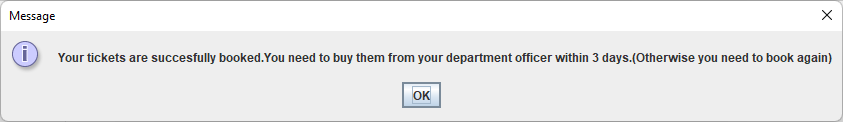 Message
Your tickets are succesfully booked.You need to buy them from your department officer within 3 days.(Otherwise you need to book again)
OK